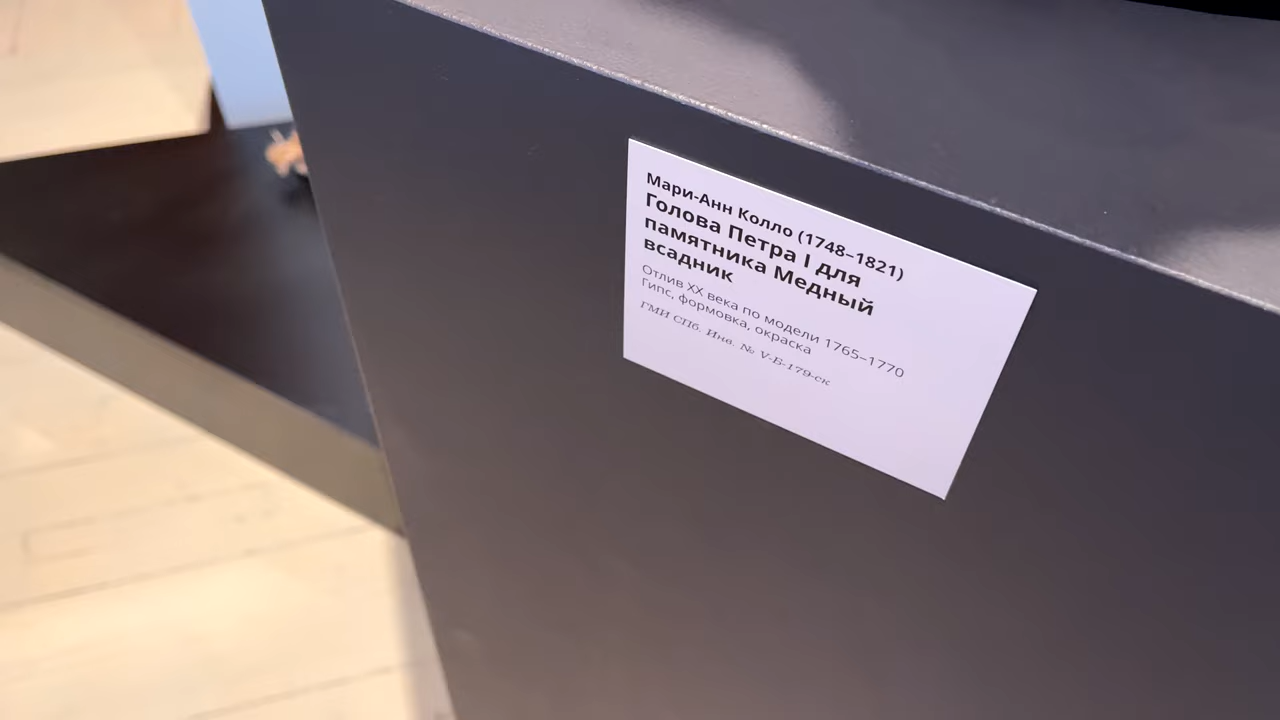 Мари-Анн Колло (1748–1821)
Голова Петра I для
памятника Медный
всадник
Отлив XX века по модели 1765–1770
Гипс, формовка, окраска
ГМИ СПб. Инв. № V-Б-179-ск